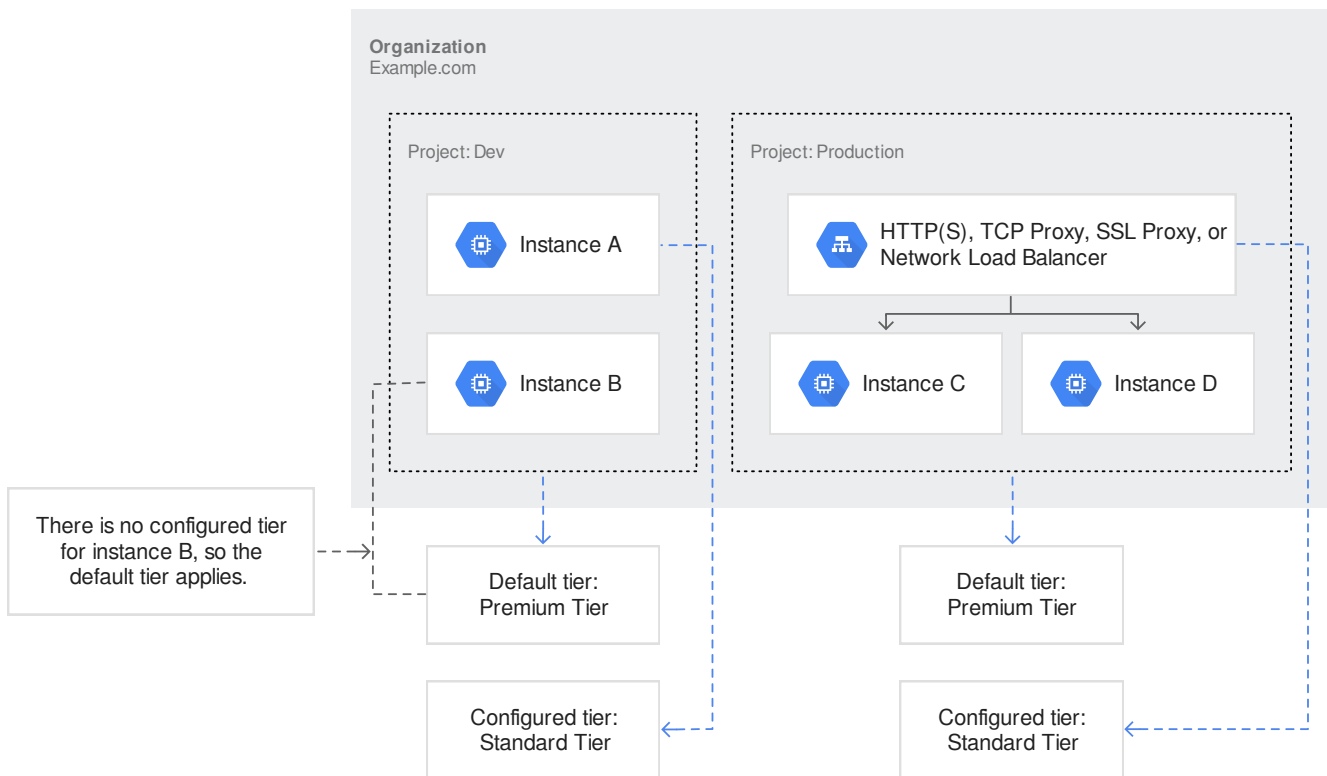 Organization
Example.com
Project: Dev
Instance A
Instance B
Project: Production
HTTP(S), TCP Proxy, SSL Proxy, or
Network Load Balancer
Instance C
Instance D
There is no configured tier
for instance B, so the
default tier applies.
Default tier:
Premium Tier
Default tier:
Premium Tier
Configured tier:
Standard Tier
Configured tier:
Standard Tier